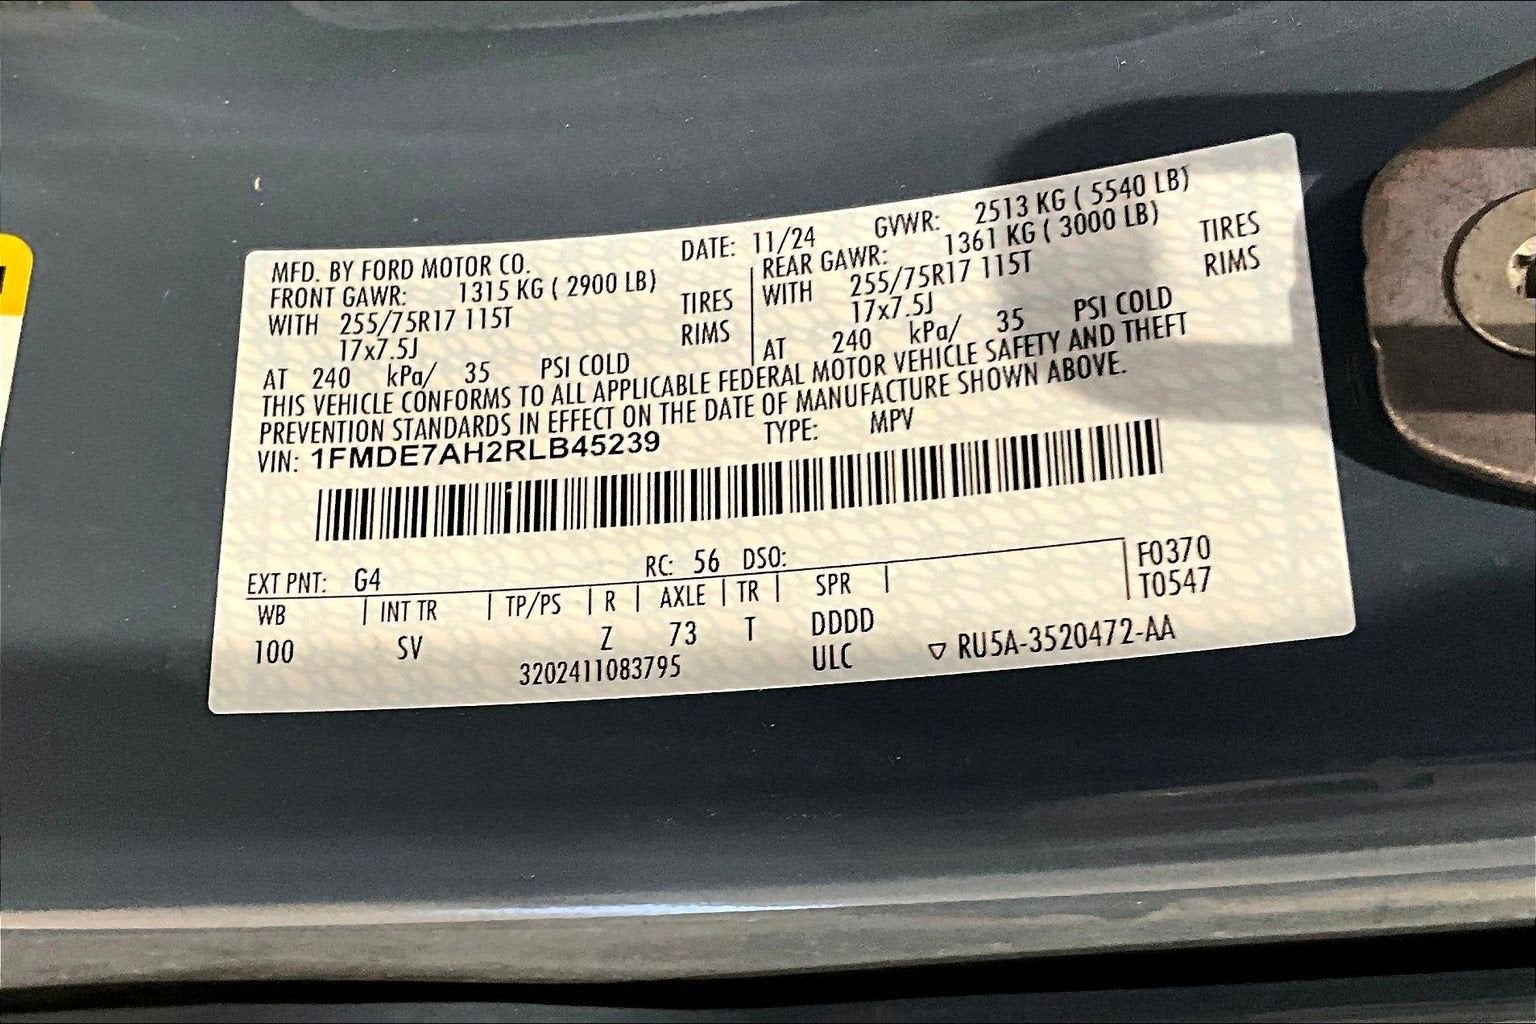 MFD. BY FORD MOTOR CO. DATE: 11/24 GVWR: 2513 KG ( 5540 LB)
FRONT GAWR: 1315 KG ( 2900 LB) REAR GAWR: 1361 KG ( 3000 LB)
WITH 255/75R17 115T TIRES WITH 255/75R17 115T TIRES
17x7.5J RIMS 17x7.5J RIMS
AT 240 kPa/ 35 PSI COLD AT 240 kPa/ 35 PSI COLD
THIS VEHICLE CONFORMS TO ALL APPLICABLE FEDERAL MOTOR VEHICLE SAFETY AND THEFT
PREVENTION STANDARDS IN EFFECT ON THE DATE OF MANUFACTURE SHOWN ABOVE.
VIN: 1FMDE7AH2RLB45239 TYPE: MPV
EXT PNT: G4 RC: 56 DSO: F0370
WB INT TR TP/PS R AXLE TR SPR T0547
100 SV Z 73 T DDDD
3202411083795 ULC ▽ RU5A-3520472-AA